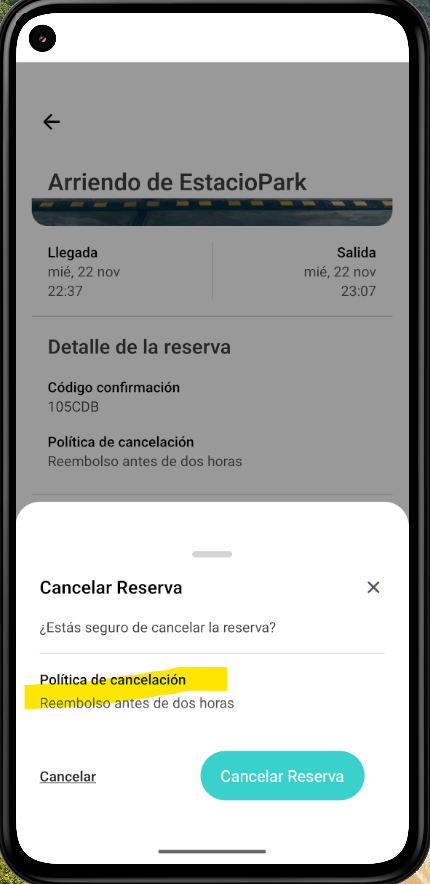 Arriendo de EstacioPark
Llegada
mié, 22 nov
22:37
Salida
mié, 22 nov
23:07
Detalle de la reserva
Código confirmación
105CDB
Política de cancelación
Reembolso antes de dos horas
Cancelar Reserva
¿Estás seguro de cancelar la reserva?
Política de cancelación
Reembolso antes de dos horas
Cancelar
Cancelar Reserva